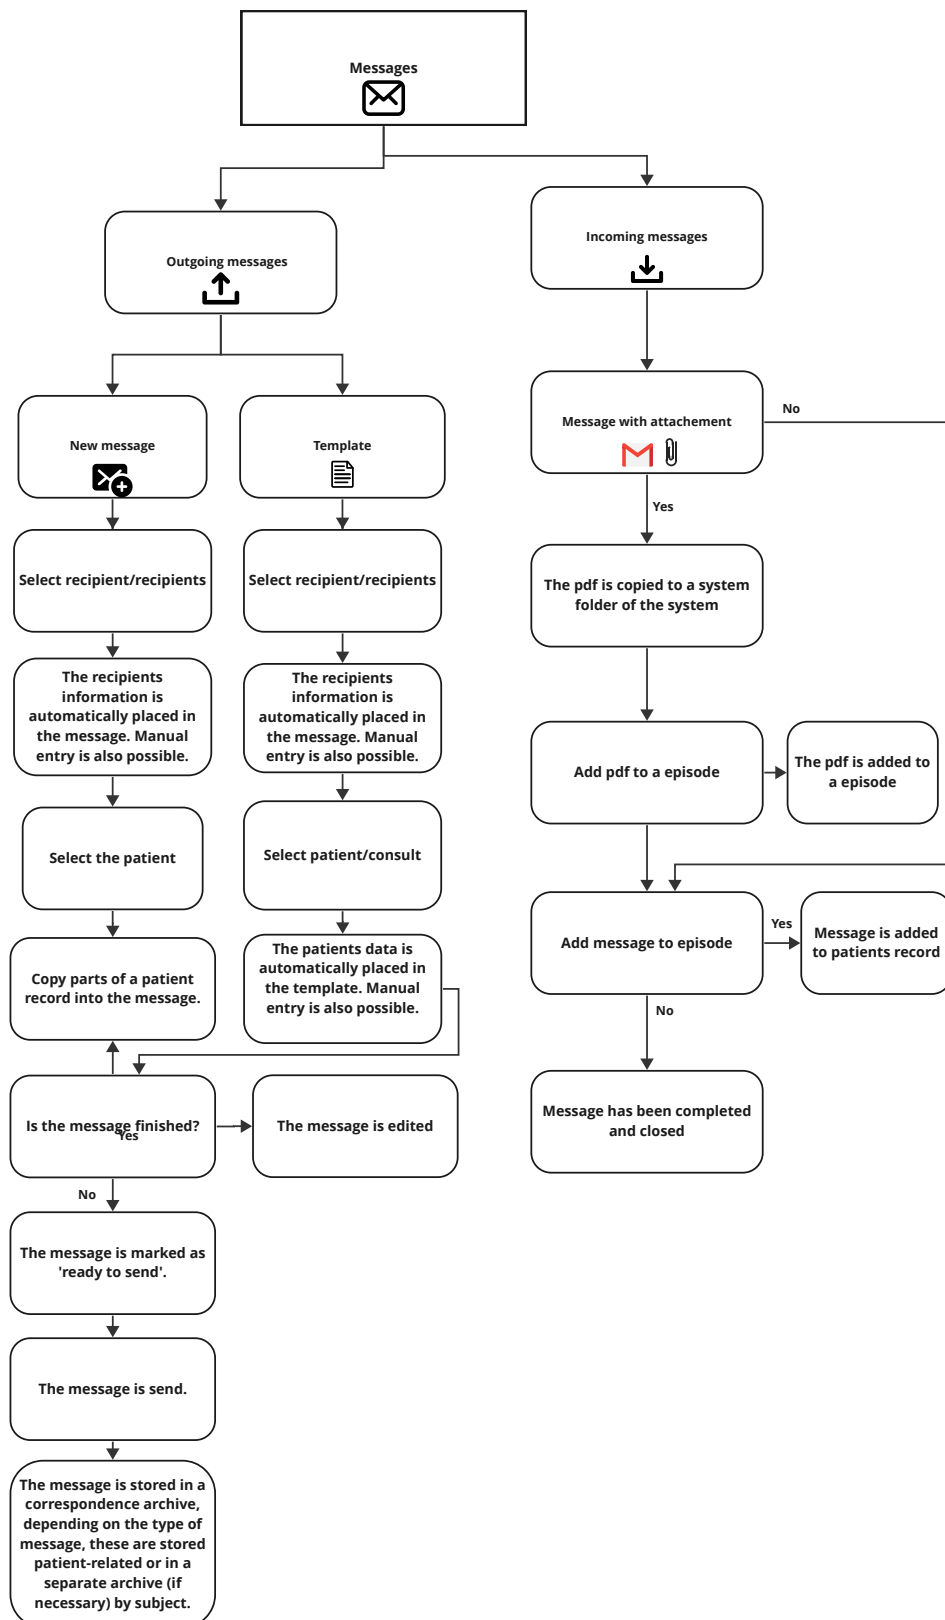 Messages
Outgoing messages
Incoming messages
New message
Template
Message with attachement
No
Yes
Select recipient/recipients
Select recipient/recipients
The pdf is copied to a system
folder of the system
The recipients
information is
automatically placed in
the message. Manual
entry is also possible.
The recipients
information is
automatically placed in
the message. Manual
entry is also possible.
Add pdf to a episode
The pdf is added to
a episode
Select the patient
Select patient/consult
Add message to episode
Yes
Message is added
to patients record
Copy parts of a patient
record into the message.
The patients data is
automatically placed in
the template. Manual
entry is also possible.
No
Is the message finished?
Yes
The message is edited
Message has been completed
and closed
No
The message is marked as
'ready to send'.
The message is send.
The message is stored in a
correspondence archive,
depending on the type of
message, these are stored
patient-related or in a
separate archive (if
necessary) by subject.